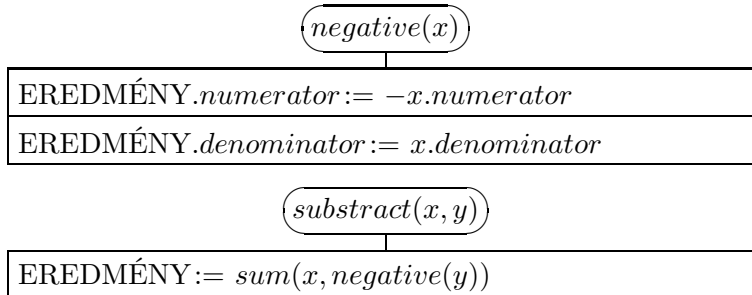 negative(x)
EREDMÉNY.numerator := −x.numerator
EREDMÉNY.denominator := x.denominator
substract(x, y)
EREDMÉNY := sum(x, negative(y))